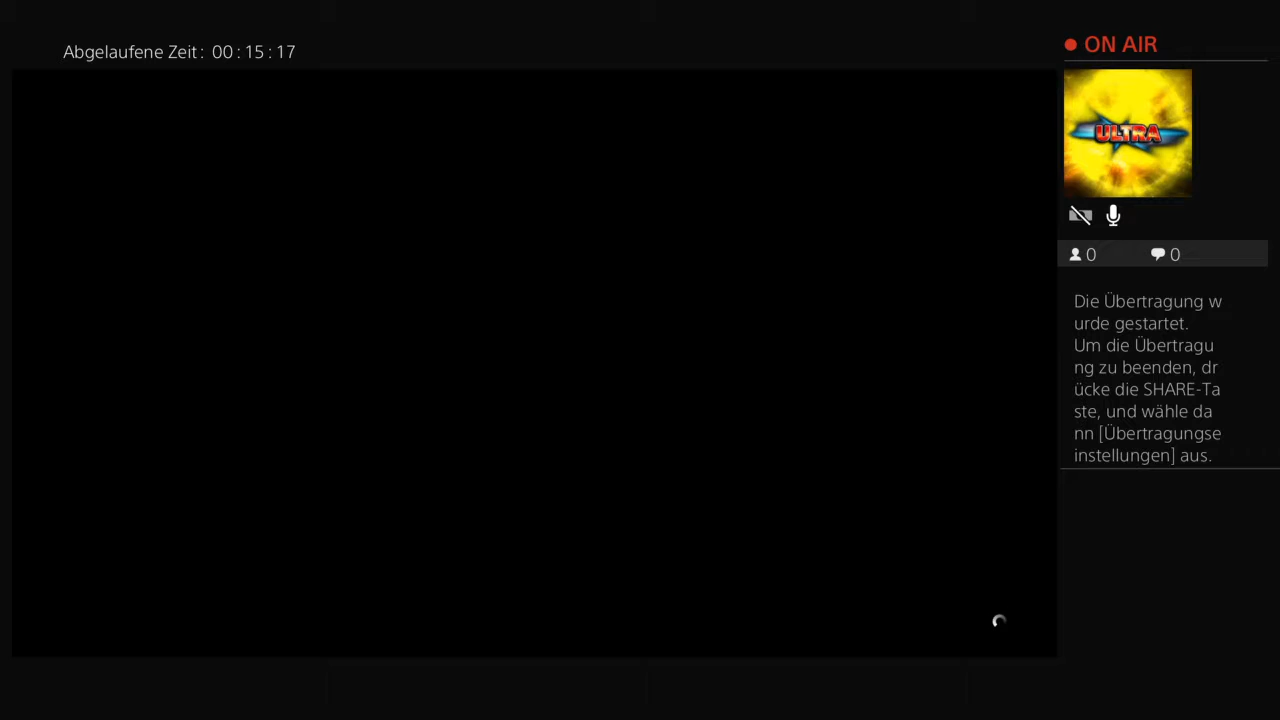 Abgelaufene Zeit: 00:15:17
ON AIR
ULTRA
0 0
Die Übertragung w
urde gestartet.
Um die Übertragu
ng zu beenden, dr
ücke die SHARE-Ta
ste, und wähle da
nn [Übertragungse
instellungen] aus.